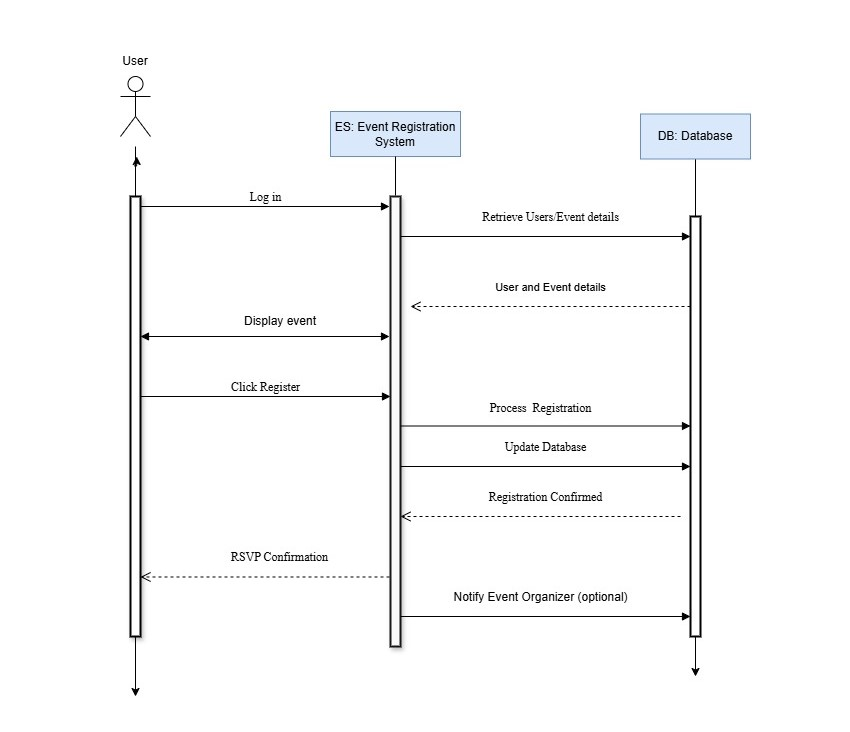 User
ES: Event Registration
System
DB: Database
Log in
Retrieve Users/Event details
User and Event details
Display event
Click Register
Process  Registration
Update Database
Registration Confirmed
RSVP Confirmation
Notify Event Organizer (optional)